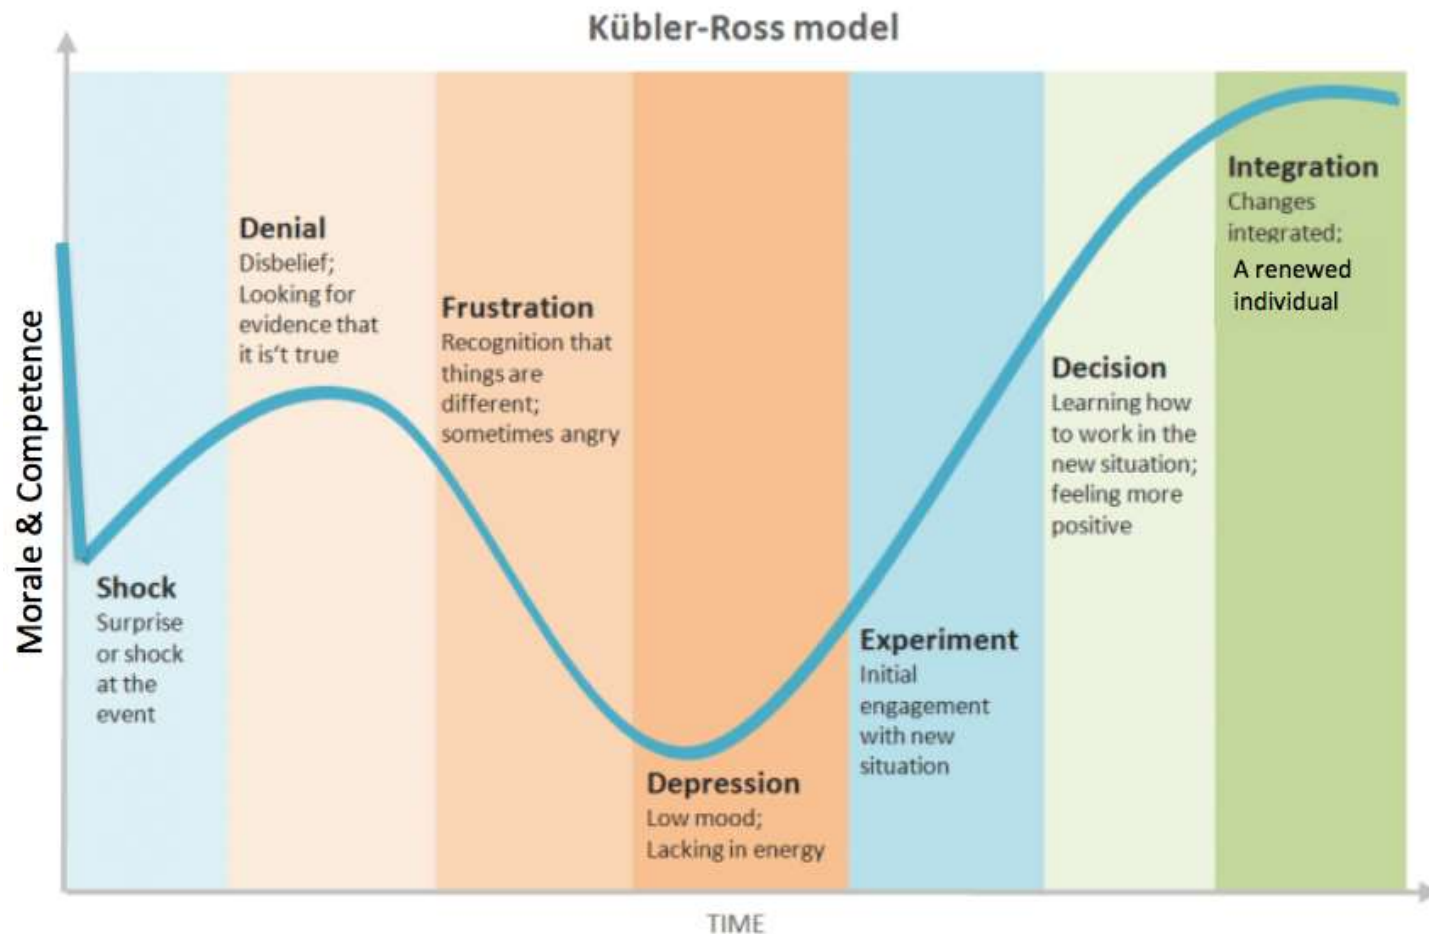 Kübler-Ross model
Morale & Competence
Shock
Surprise
or shock
at the
event
Denial
Disbelief;
Looking for
evidence that
it is't true
Frustration
Recognition that
things are
different;
sometimes angry
Depression
Low mood;
Lacking in energy
Experiment
Initial
engagement
with new
situation
Decision
Learning how
to work in the
new situation;
feeling more
positive
Integration
Changes
integrated;
A renewed
individual
TIME